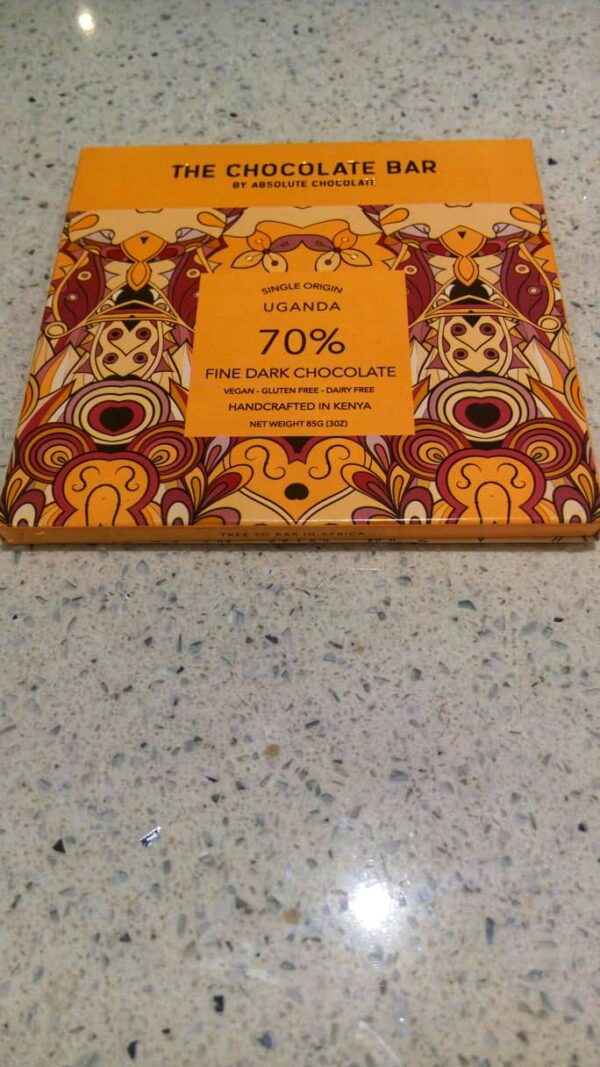 THE CHOCOLATE BAR
BY ABSOLUTE CHOCOLATE
SINGLE ORIGIN
UGANDA
70%
FINE DARK CHOCOLATE
VEGAN - GLUTEN FREE - DAIRY FREE
HANDCRAFTED IN KENYA
NET WEIGHT 85G (3OZ)
TREE TO BAR IN AFRICA